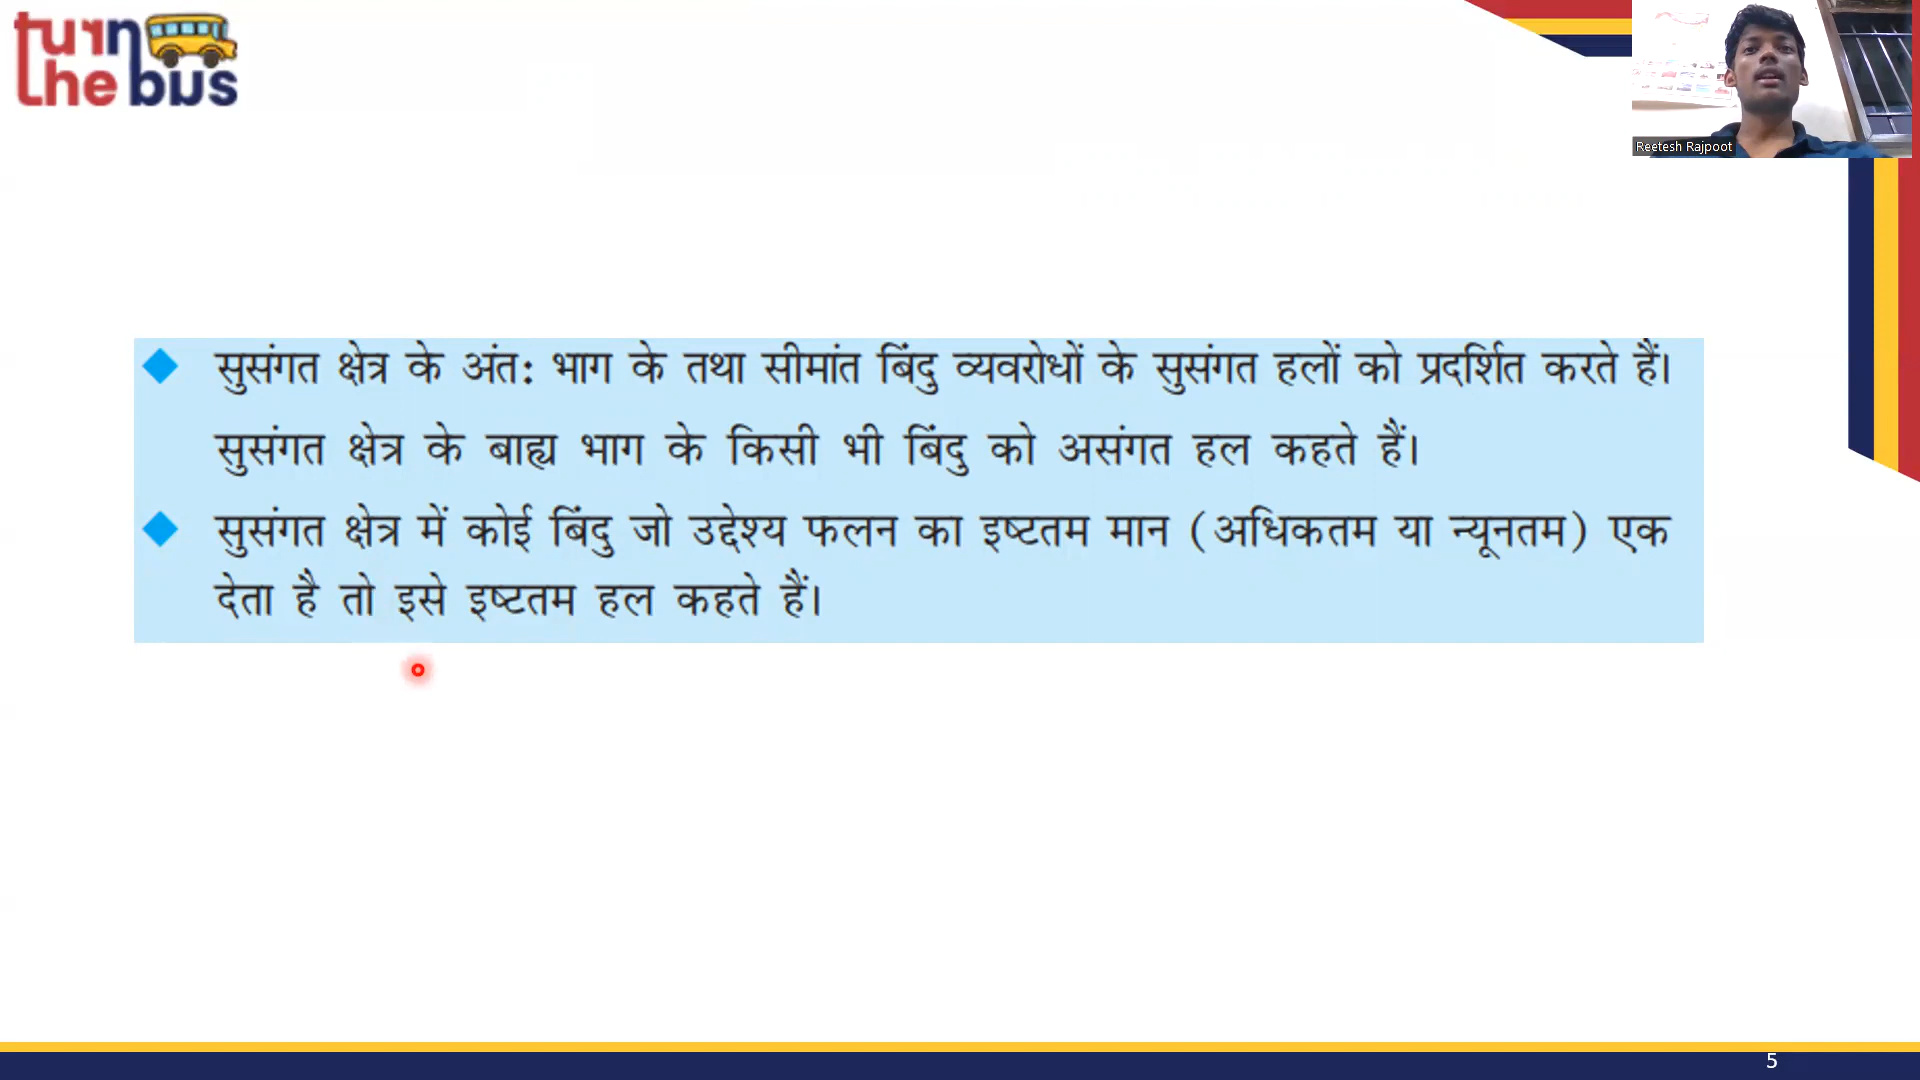 turn
the bus
Reetesh Rajpoot
सुसंगत क्षेत्र के अंत: भाग के तथा सीमांत बिंदु व्यवरोधों के सुसंगत हलों को प्रदर्शित करते हैं।
सुसंगत क्षेत्र के बाह्य भाग के किसी भी बिंदु को असंगत हल कहते हैं।
सुसंगत क्षेत्र में कोई बिंदु जो उद्देश्य फलन का इष्टतम मान (अधिकतम या न्यूनतम) एक
देता है तो इसे इष्टतम हल कहते हैं।
5